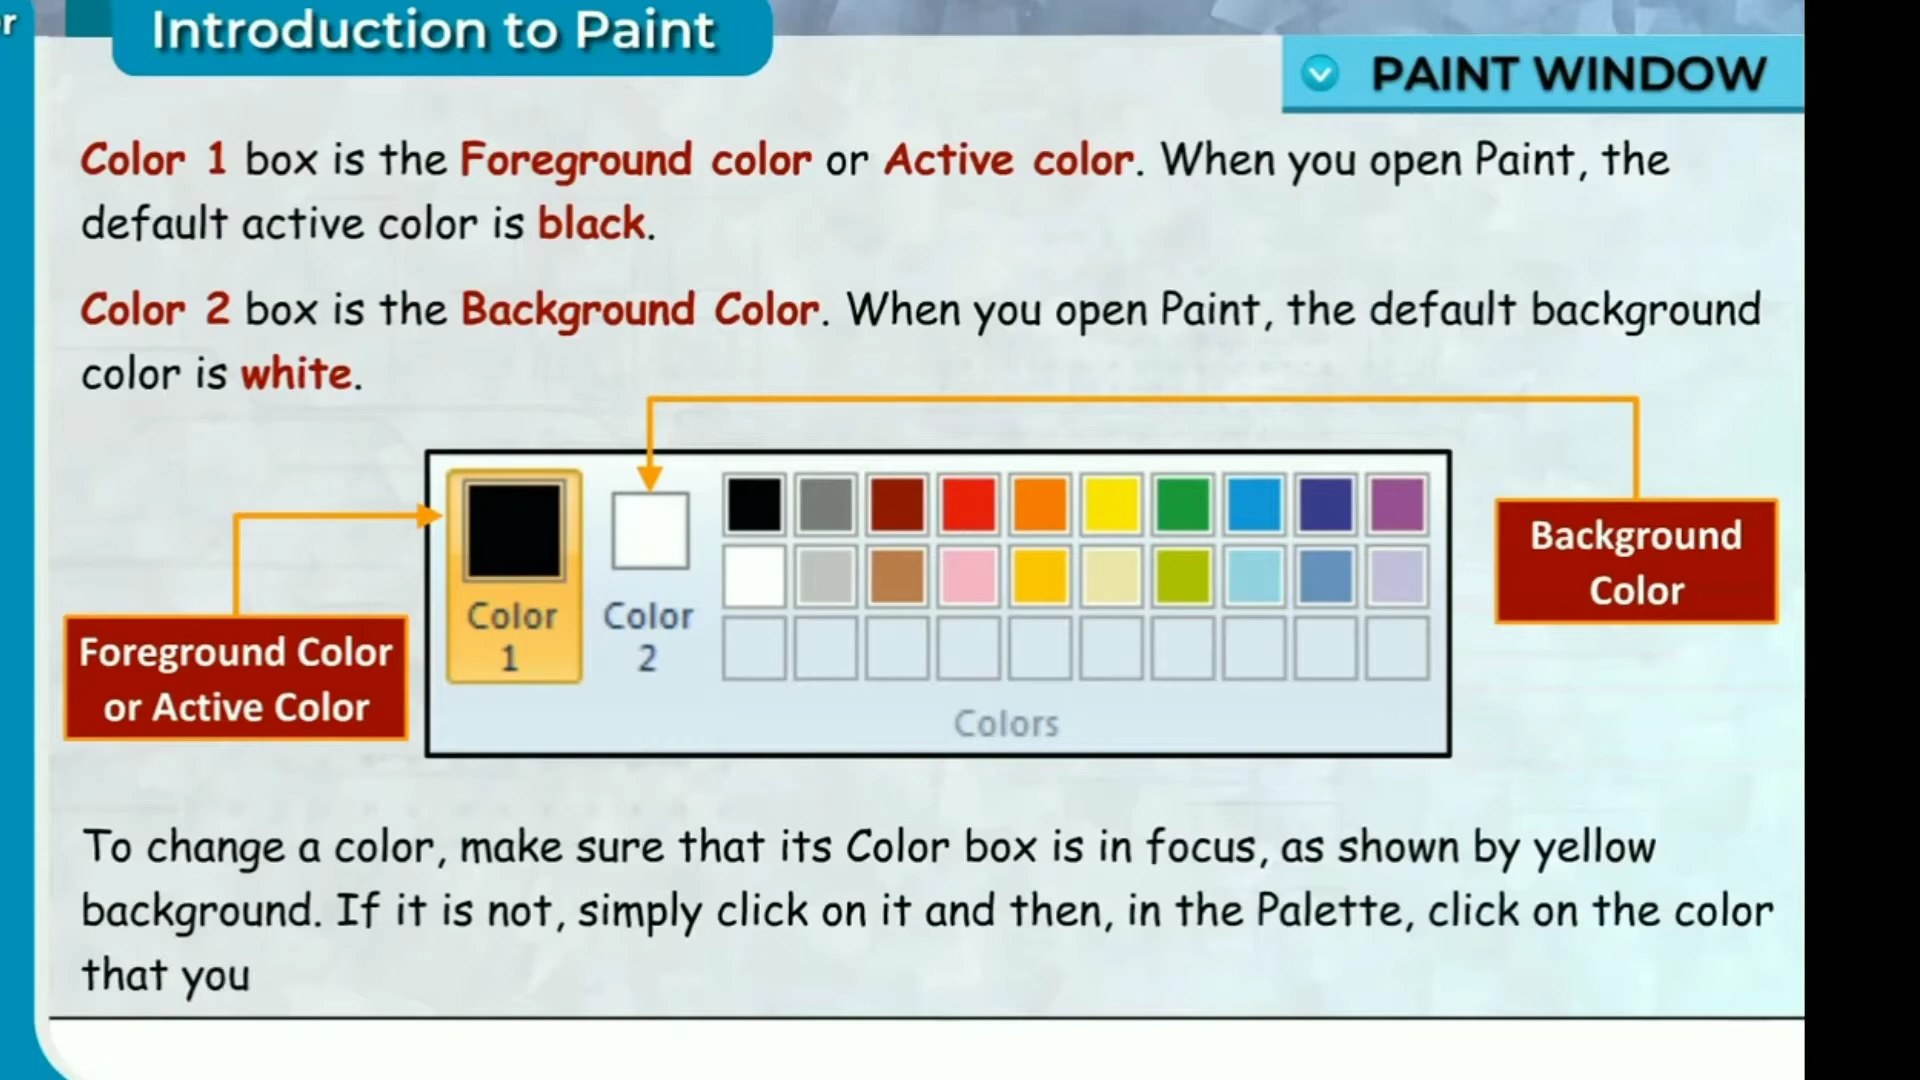 r
Introduction to Paint
PAINT WINDOW
Color 1 box is the Foreground color or Active color. When you open Paint, the
default active color is black.
Color 2 box is the Background Color. When you open Paint, the default background
color is white.
Background
Color
Color
1
Color
2
Foreground Color
or Active Color
Colors
To change a color, make sure that its Color box is in focus, as shown by yellow
background. If it is not, simply click on it and then, in the Palette, click on the color
that you